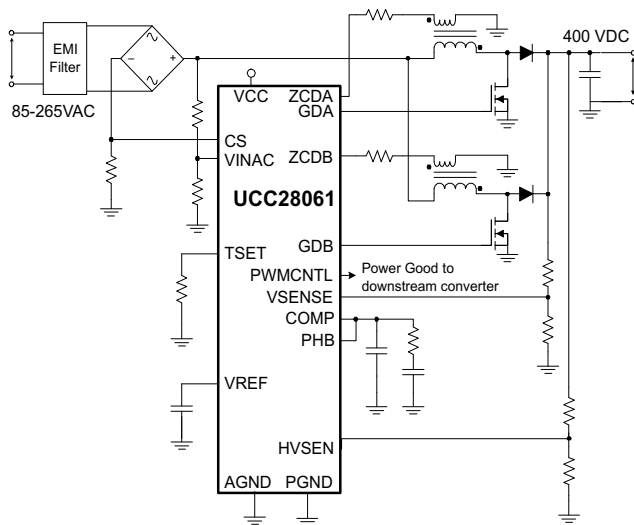 EMI
Filter
85-265VAC
400 VDC
VCC
ZCDA
GDA
CS
VINAC
ZCDB
UCC28061
TSET
GDB
PWMCNTL
Power Good to
downstream converter
VSENSE
COMP
PHB
VREF
HVSEN
AGND
PGND